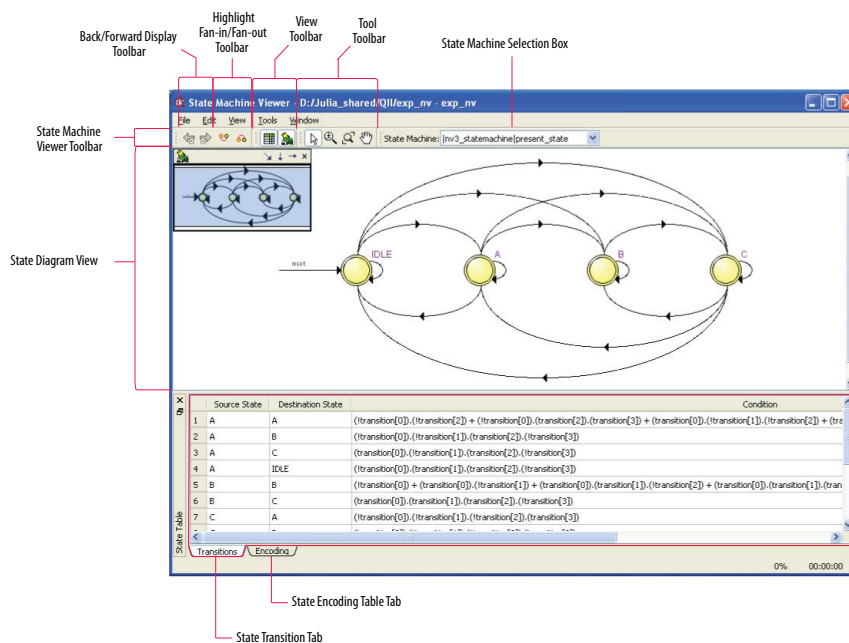 Back/Forward Display
Toolbar
Highlight
Fan-in/Fan-out
Toolbar
View
Toolbar
Tool
Toolbar
State Machine Selection Box
State Machine
Viewer Toolbar
State Diagram View
State Machine Viewer - D:/Julia_shared/QII/exp_nv - exp_nv
File Edit View Tools Window
State Machine: |nv3_statemachine|present_state
reset
IDLE
A
B
C
Source State Destination State Condition
1 A A (!transition[0]).(!transition[2]) + (!transition[0]).(transition[2]).(transition[3]) + (transition[0]).(!transition[1]).(!transition[2]) + (tra
2 A B (!transition[0]).(!transition[1]).(transition[2]).(!transition[3])
3 A C (transition[0]).(!transition[1]).(transition[2]).(!transition[3])
4 A IDLE (!transition[0]).(transition[1]).(transition[2]).(!transition[3])
5 B B (!transition[0]) + (transition[0]).(!transition[1]) + (transition[0]).(transition[1]).(!transition[2]) + (transition[0]).(transition[1]).(tran
6 B C (transition[0]).(transition[1]).(transition[2]).(!transition[3])
7 C A (!transition[0]).(!transition[1]).(!transition[2]).(transition[3])
State Table
Transitions Encoding
0% 00:00:00
State Encoding Table Tab
State Transition Tab